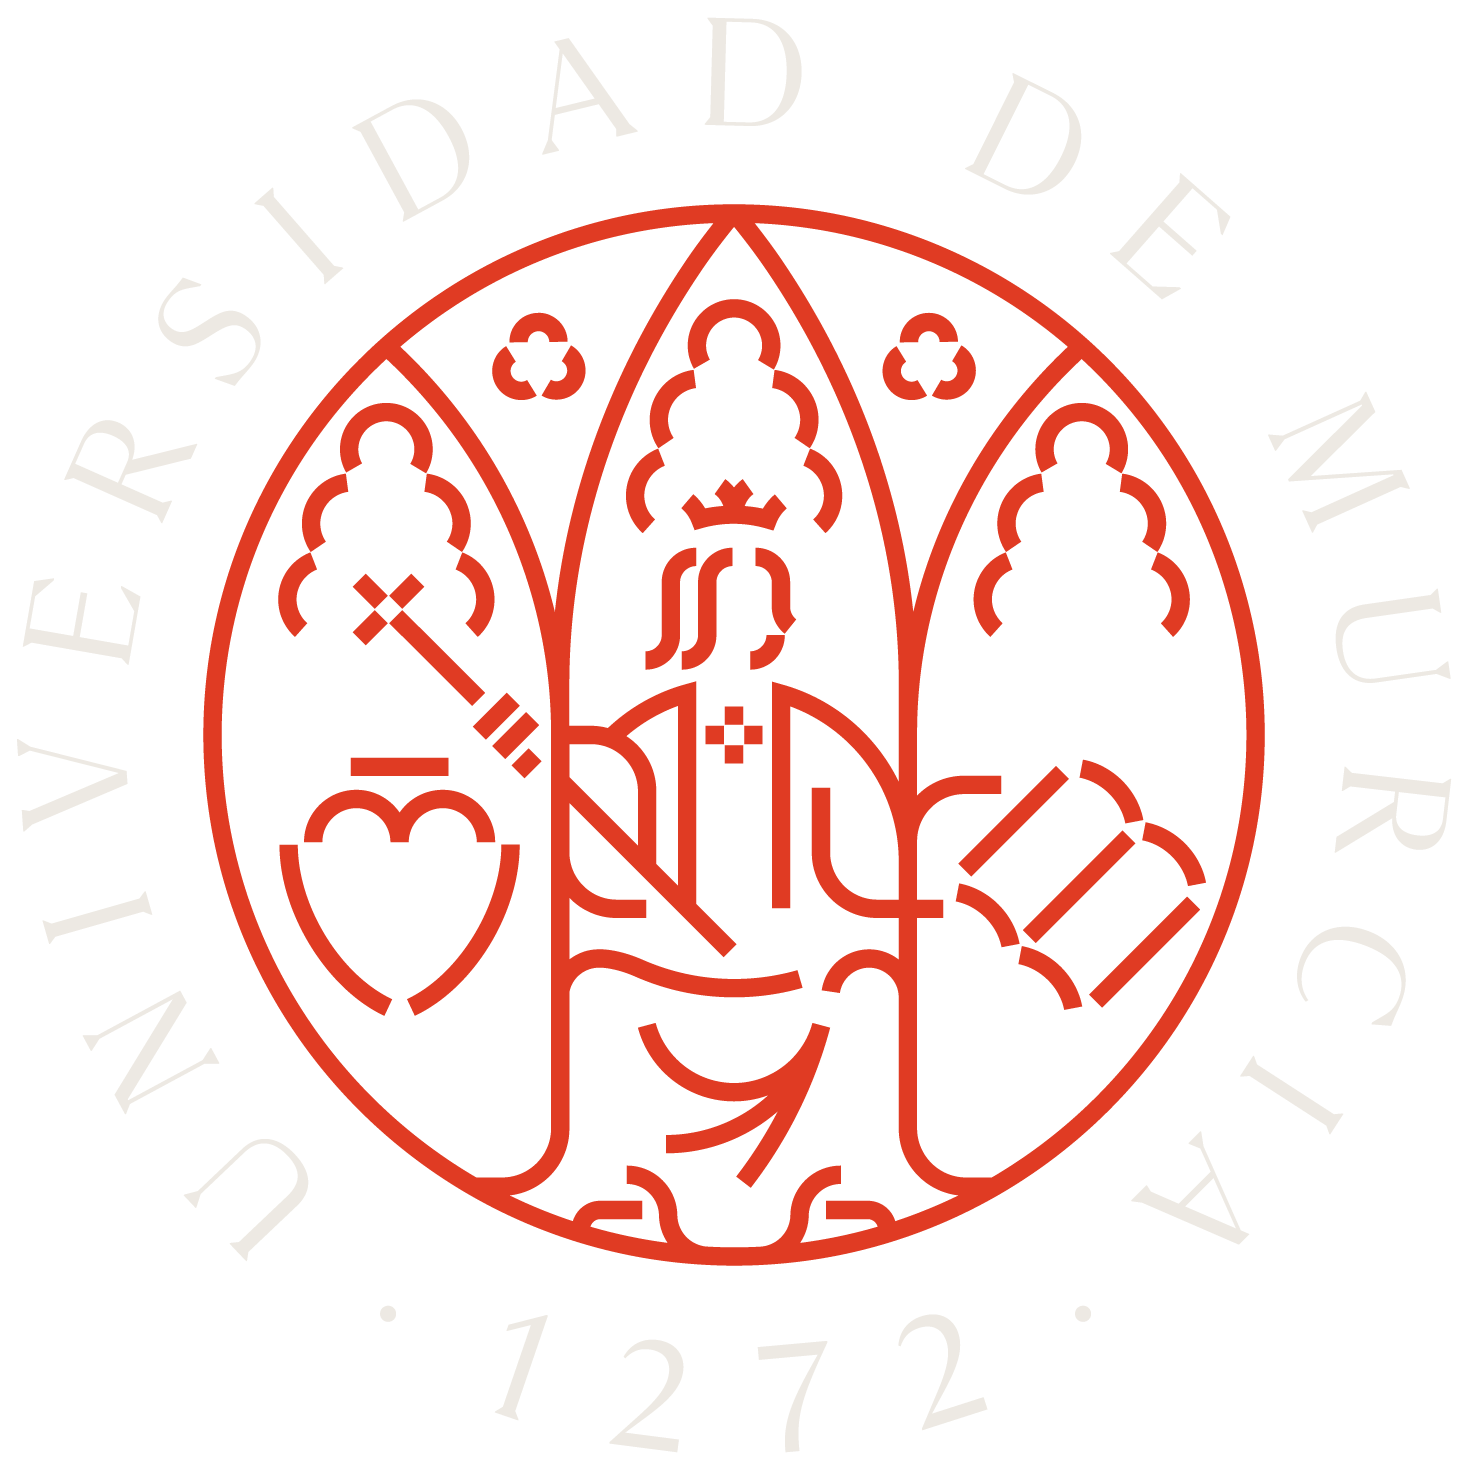 UNIVERSIDAD DE MURCIA
· 1272 ·